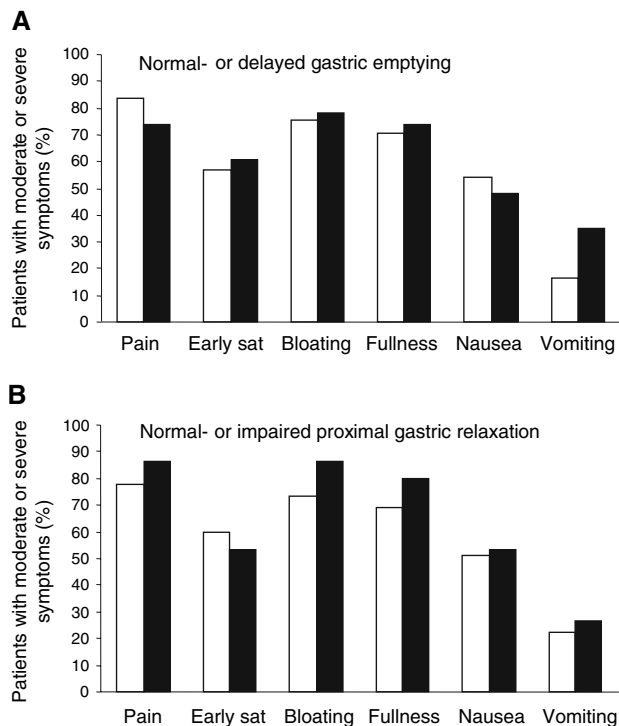 A
Normal- or delayed gastric emptying
Patients with moderate or severe
symptoms (%)
100
90
80
70
60
50
40
30
20
10
0
Pain Early sat Bloating Fullness Nausea Vomiting
B
Normal- or impaired proximal gastric relaxation
Patients with moderate or severe
symptoms (%)
100
90
80
70
60
50
40
30
20
10
0
Pain Early sat Bloating Fullness Nausea Vomiting